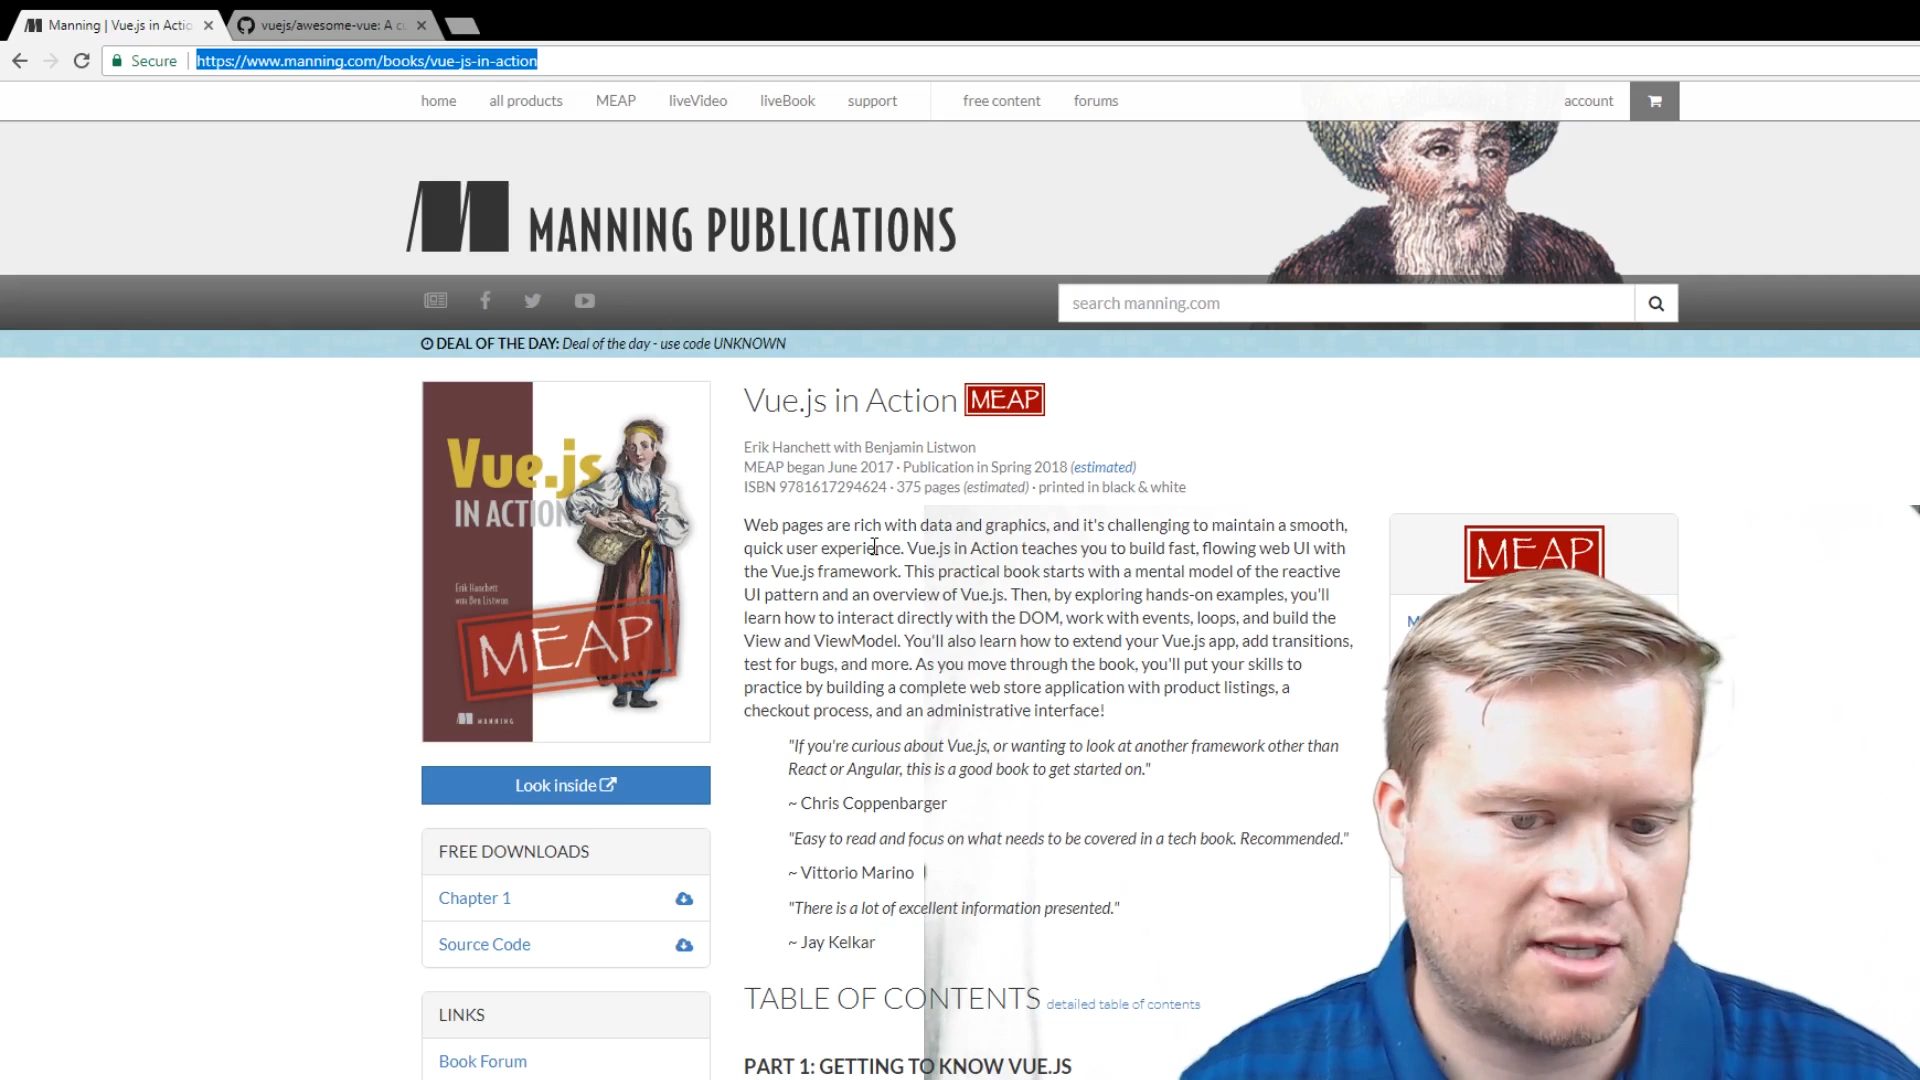 Manning | Vue.js in Actio
vuejs/awesome-vue: A cu
Secure
https://www.manning.com/books/vue-js-in-action
home
all products
MEAP
liveVideo
liveBook
support
free content
forums
account
MANNING PUBLICATIONS
search manning.com
DEAL OF THE DAY: Deal of the day - use code UNKNOWN
Vue.js
IN ACTION
Erik Hanchett
WITH Ben Listwon
MEAP
MANNING
Look inside
FREE DOWNLOADS
Chapter 1
Source Code
LINKS
Book Forum
Vue.js in Action MEAP
Erik Hanchett with Benjamin Listwon
MEAP began June 2017 · Publication in Spring 2018 (estimated)
ISBN 9781617294624 · 375 pages (estimated) · printed in black & white
Web pages are rich with data and graphics, and it's challenging to maintain a smooth,
quick user experience. Vue.js in Action teaches you to build fast, flowing web UI with
the Vue.js framework. This practical book starts with a mental model of the reactive
UI pattern and an overview of Vue.js. Then, by exploring hands-on examples, you'll
learn how to interact directly with the DOM, work with events, loops, and build the
View and ViewModel. You'll also learn how to extend your Vue.js app, add transitions,
test for bugs, and more. As you move through the book, you'll put your skills to
practice by building a complete web store application with product listings, a
checkout process, and an administrative interface!
"If you're curious about Vue.js, or wanting to look at another framework other than
React or Angular, this is a good book to get started on."
~ Chris Coppenbarger
"Easy to read and focus on what needs to be covered in a tech book. Recommended."
~ Vittorio Marino
"There is a lot of excellent information presented."
~ Jay Kelkar
TABLE OF CONTENTS detailed table of contents
PART 1: GETTING TO KNOW VUE.JS
MEAP